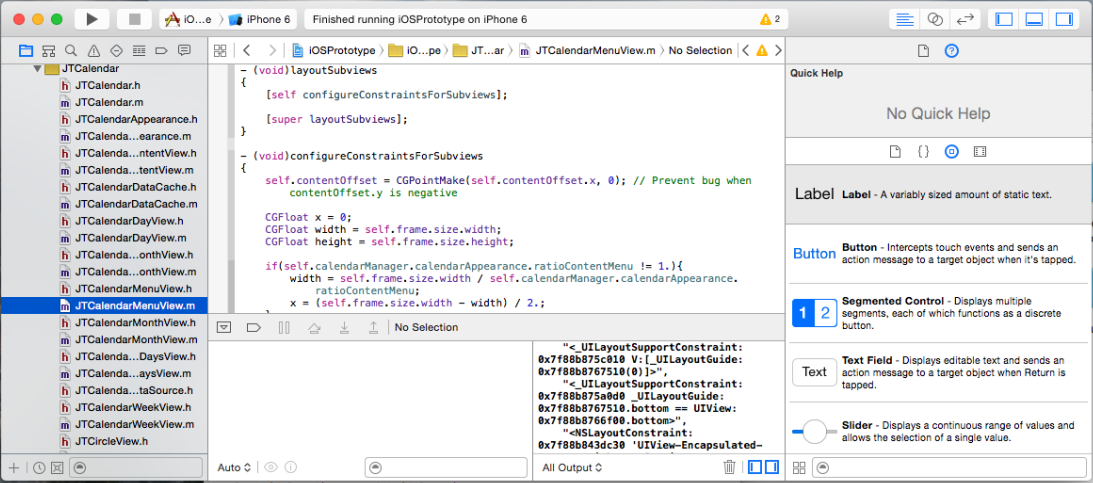 iO...e
iPhone 6
Finished running iOSPrototype on iPhone 6
2
iOSPrototype
iO...pe
JT...ar
JTCalendarMenuView.m
No Selection
JTCalendar
JTCalendar.h
JTCalendar.m
JTCalendarAppearance.h
JTCalenda...earance.m
JTCalenda...ntentView.h
JTCalenda...tentView.m
JTCalendarDataCache.h
JTCalendarDataCache.m
JTCalendarDayView.h
JTCalendarDayView.m
JTCalenda...onthView.h
JTCalenda...onthView.m
JTCalendarMenuView.h
JTCalendarMenuView.m
JTCalendarMonthView.h
JTCalendarMonthView.m
JTCalenda...DaysView.h
JTCalenda...aysView.m
JTCalenda...taSource.h
JTCalendarWeekView.h
JTCalendarWeekView.m
JTCircleView.h
- (void)layoutSubviews
{
[self configureConstraintsForSubviews];
[super layoutSubviews];
}
- (void)configureConstraintsForSubviews
{
self.contentOffset = CGPointMake(self.contentOffset.x, 0); // Prevent bug when
contentOffset.y is negative
CGFloat x = 0;
CGFloat width = self.frame.size.width;
CGFloat height = self.frame.size.height;
if(self.calendarManager.calendarAppearance.ratioContentMenu != 1.){
width = self.frame.size.width / self.calendarManager.calendarAppearance.
ratioContentMenu;
x = (self.frame.size.width - width) / 2.;
No Selection
"<_UILayoutSupportConstraint:
0x7f88b875c010 V:[_UILayoutGuide:
0x7f88b8767510(0)]>",
"<_UILayoutSupportConstraint:
0x7f88b875a0d0 _UILayoutGuide:
0x7f88b8767510.bottom == UIView:
0x7f88b8766f00.bottom>",
"<NSLayoutConstraint:
0x7f88b843dc30 'UIView-Encapsulated-
Auto
All Output
Quick Help
No Quick Help
Label
Label - A variably sized amount of static text.
Button
Button - Intercepts touch events and sends an
action message to a target object when it's tapped.
1 2
Segmented Control - Displays multiple
segments, each of which functions as a discrete
button.
Text
Text Field - Displays editable text and sends an
action message to a target object when Return is
tapped.
Slider - Displays a continuous range of values and
allows the selection of a single value.